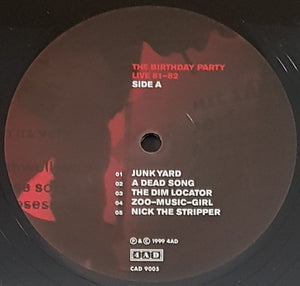 THE BIRTHDAY PARTY
LIVE 81–82
SIDE A
01 JUNKYARD
02 A DEAD SONG
03 THE DIM LOCATOR
04 ZOO–MUSIC–GIRL
05 NICK THE STRIPPER
Ⓟ & © 1999 4AD
4AD
CAD 9005